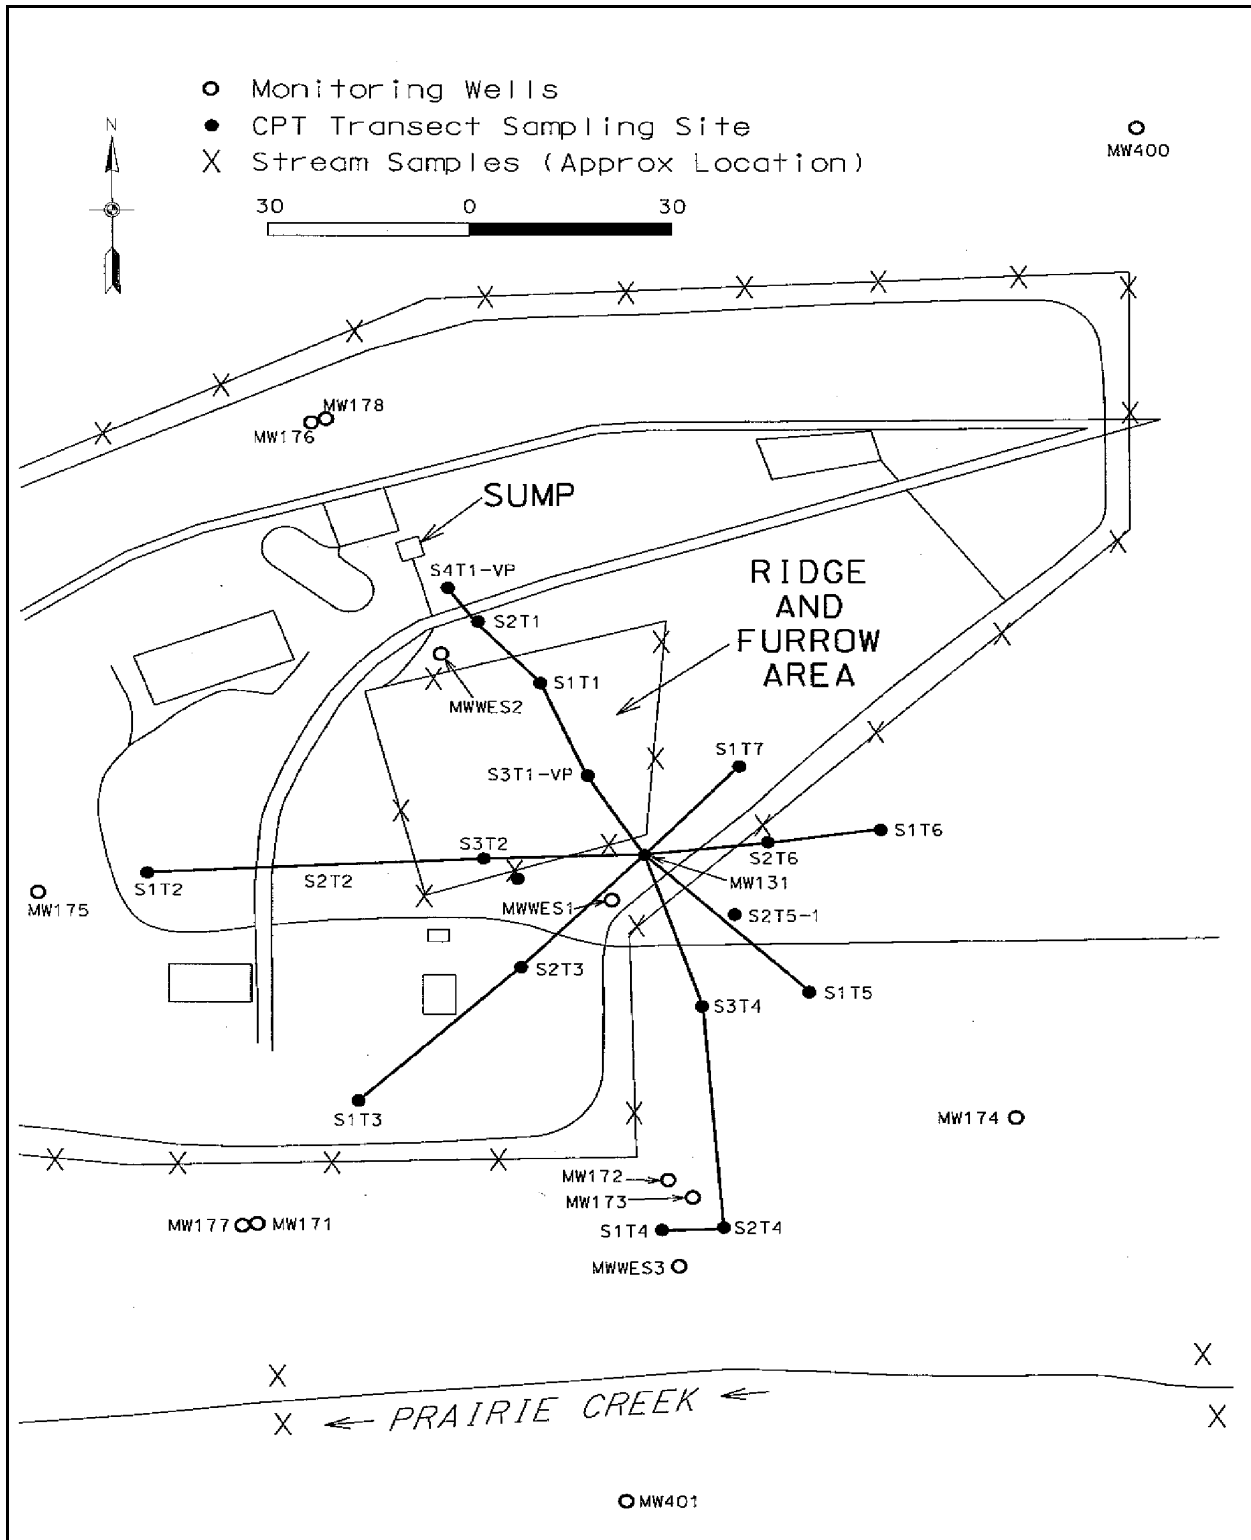 Monitoring Wells
CPT Transect Sampling Site
X Stream Samples (Approx Location)
N
30 0 30
MW400
MW178
MW176
SUMP
S4T1-VP
RIDGE
AND
FURROW
AREA
S2T1
S1T1
MWWES2
S1T7
S3T1-VP
S1T6
S3T2
S2T6
S1T2
S2T2
MW131
MW175
MWWES1
S2T5-1
S2T3
S1T5
S3T4
S1T3
MW174
MW172
MW173
MW177
MW171
S1T4
S2T4
MWWES3
PRAIRIE CREEK
MW401